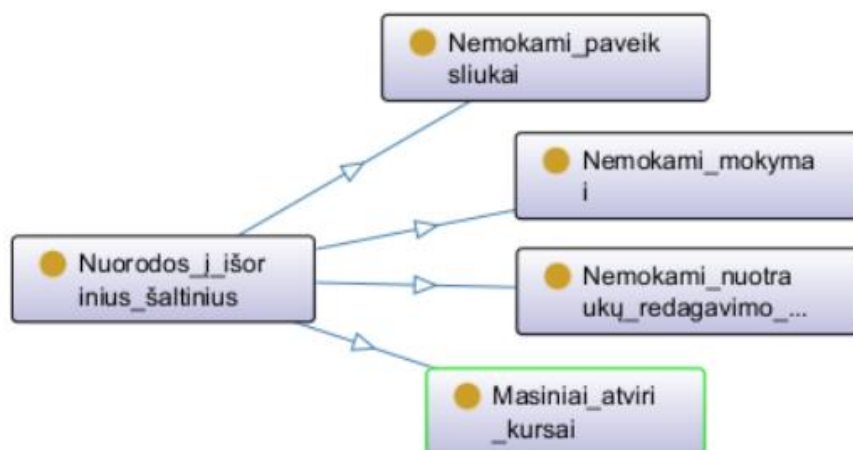 Nemokami_paveik
sliukai
Nemokami_mokyma
i
Nuorodos_į_išor
inius_šaltinius
Nemokami_nuotra
ukų_redagavimo_...
Masiniai_atviri
_kursai